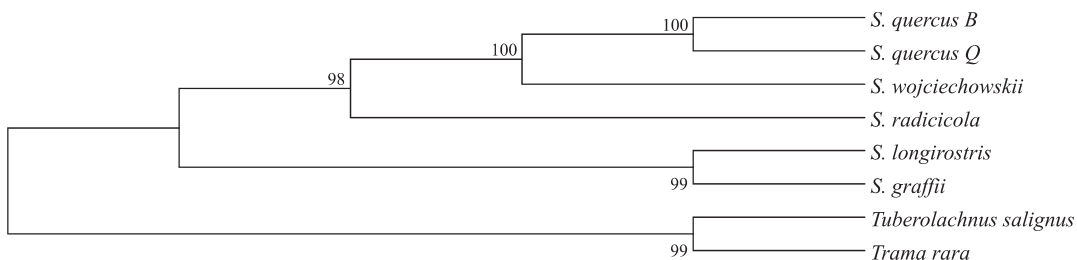 S. quercus B
100
S. quercus Q
100
S. wojciechowskii
98
S. radicicola
S. longirostris
99
S. graffii
Tuberolachnus salignus
99
Trama rara